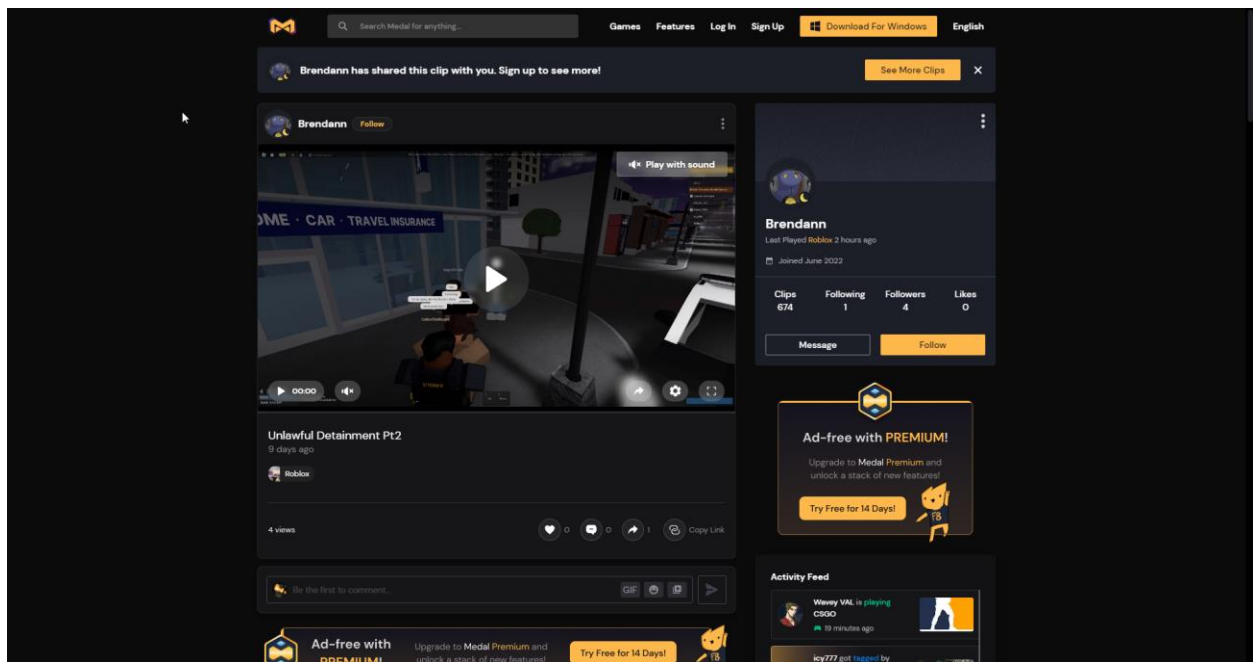 Search Medal for anything...
Games
Features
Log In
Sign Up
Download For Windows
English
Brendann has shared this clip with you. Sign up to see more!
See More Clips
Brendann
Follow
Play with sound
OME · CAR · TRAVEL INSURANCE
00:00
Unlawful Detainment Pt2
9 days ago
Roblox
4 views
0
0
1
Copy Link
Be the first to comment...
GIF
Ad-free with
PREMIUM!
Upgrade to Medal Premium and
unlock a stack of new features!
Try Free for 14 Days!
FB
Brendann
Last Played Roblox 2 hours ago
Joined June 2022
Clips
674
Following
1
Followers
4
Likes
0
Message
Follow
Ad-free with PREMIUM!
Upgrade to Medal Premium and
unlock a stack of new features!
Try Free for 14 Days!
FB
Activity Feed
Wavey VAL is playing
CSGO
19 minutes ago
icy777 got tagged by